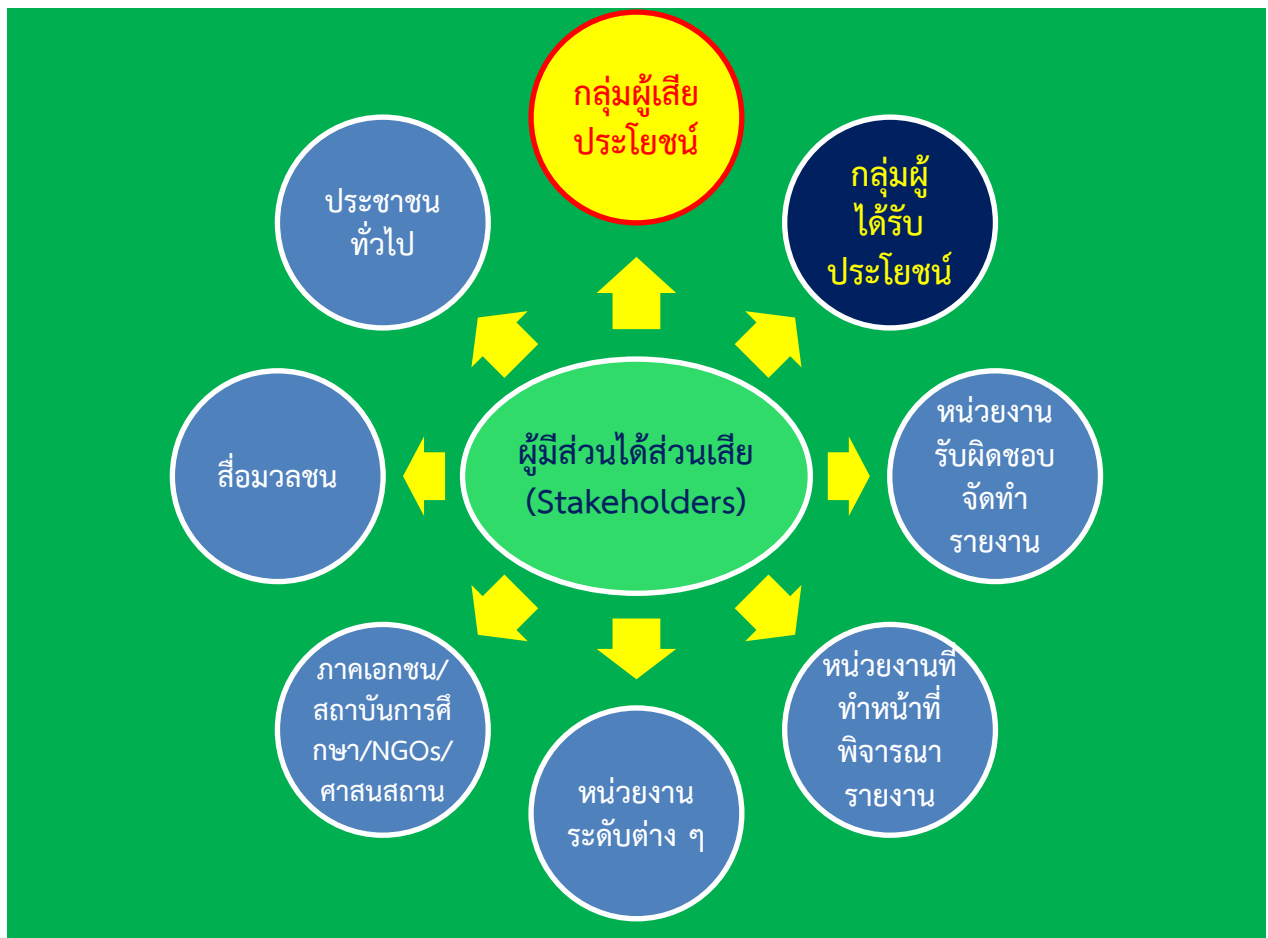 กลุ่มผู้เสีย
ประโยชน์
กลุ่มผู้
ได้รับ
ประโยชน์
หน่วยงาน
รับผิดชอบ
จัดทำ
รายงาน
หน่วยงานที่
ทำหน้าที่
พิจารณา
รายงาน
หน่วยงาน
ระดับต่าง ๆ
ภาคเอกชน/
สถาบันการศึ
กษา/NGOs/
ศาสนสถาน
สื่อมวลชน
ประชาชน
ทั่วไป
ผู้มีส่วนได้ส่วนเสีย
(Stakeholders)